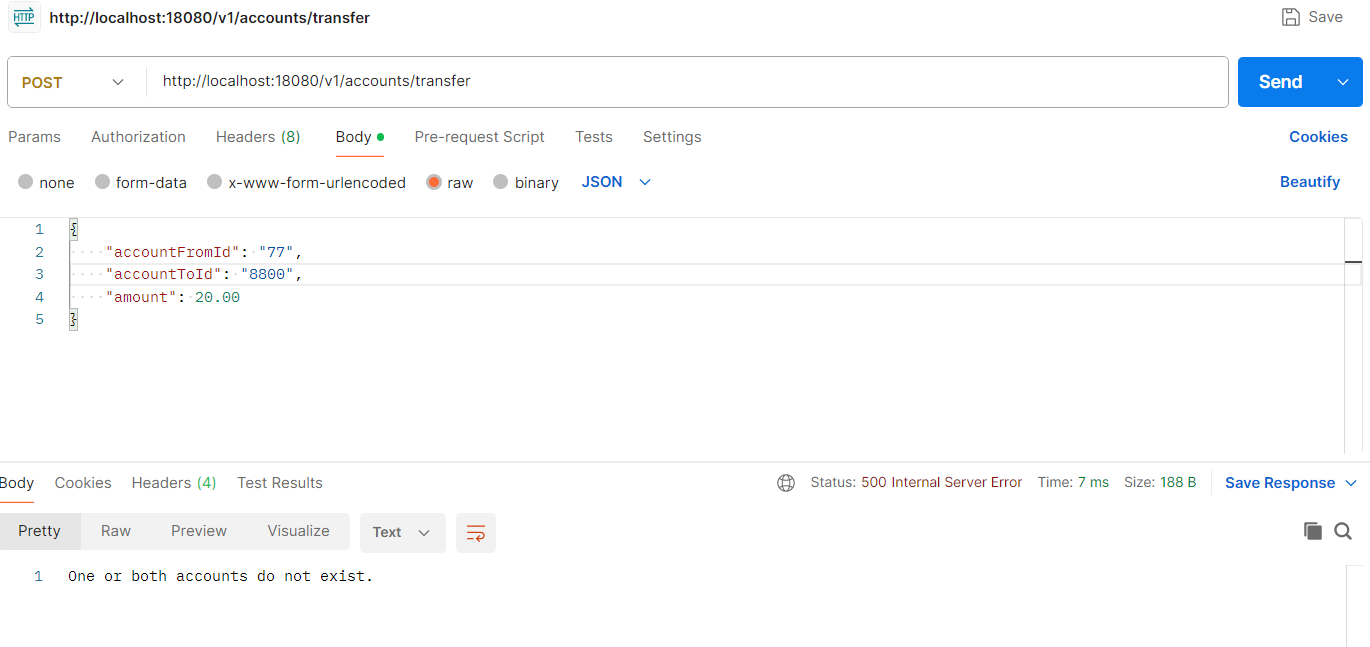 HTTP http://localhost:18080/v1/accounts/transfer Save
POST http://localhost:18080/v1/accounts/transfer Send
Params Authorization Headers (8) Body Pre-request Script Tests Settings Cookies
none form-data x-www-form-urlencoded raw binary JSON Beautify
1 {
2 ····"accountFromId":·"77",
3 ····"accountToId":·"8800",
4 ····"amount":·20.00
5 }
Body Cookies Headers (4) Test Results Status: 500 Internal Server Error Time: 7 ms Size: 188 B Save Response
Pretty Raw Preview Visualize Text
1 One or both accounts do not exist.